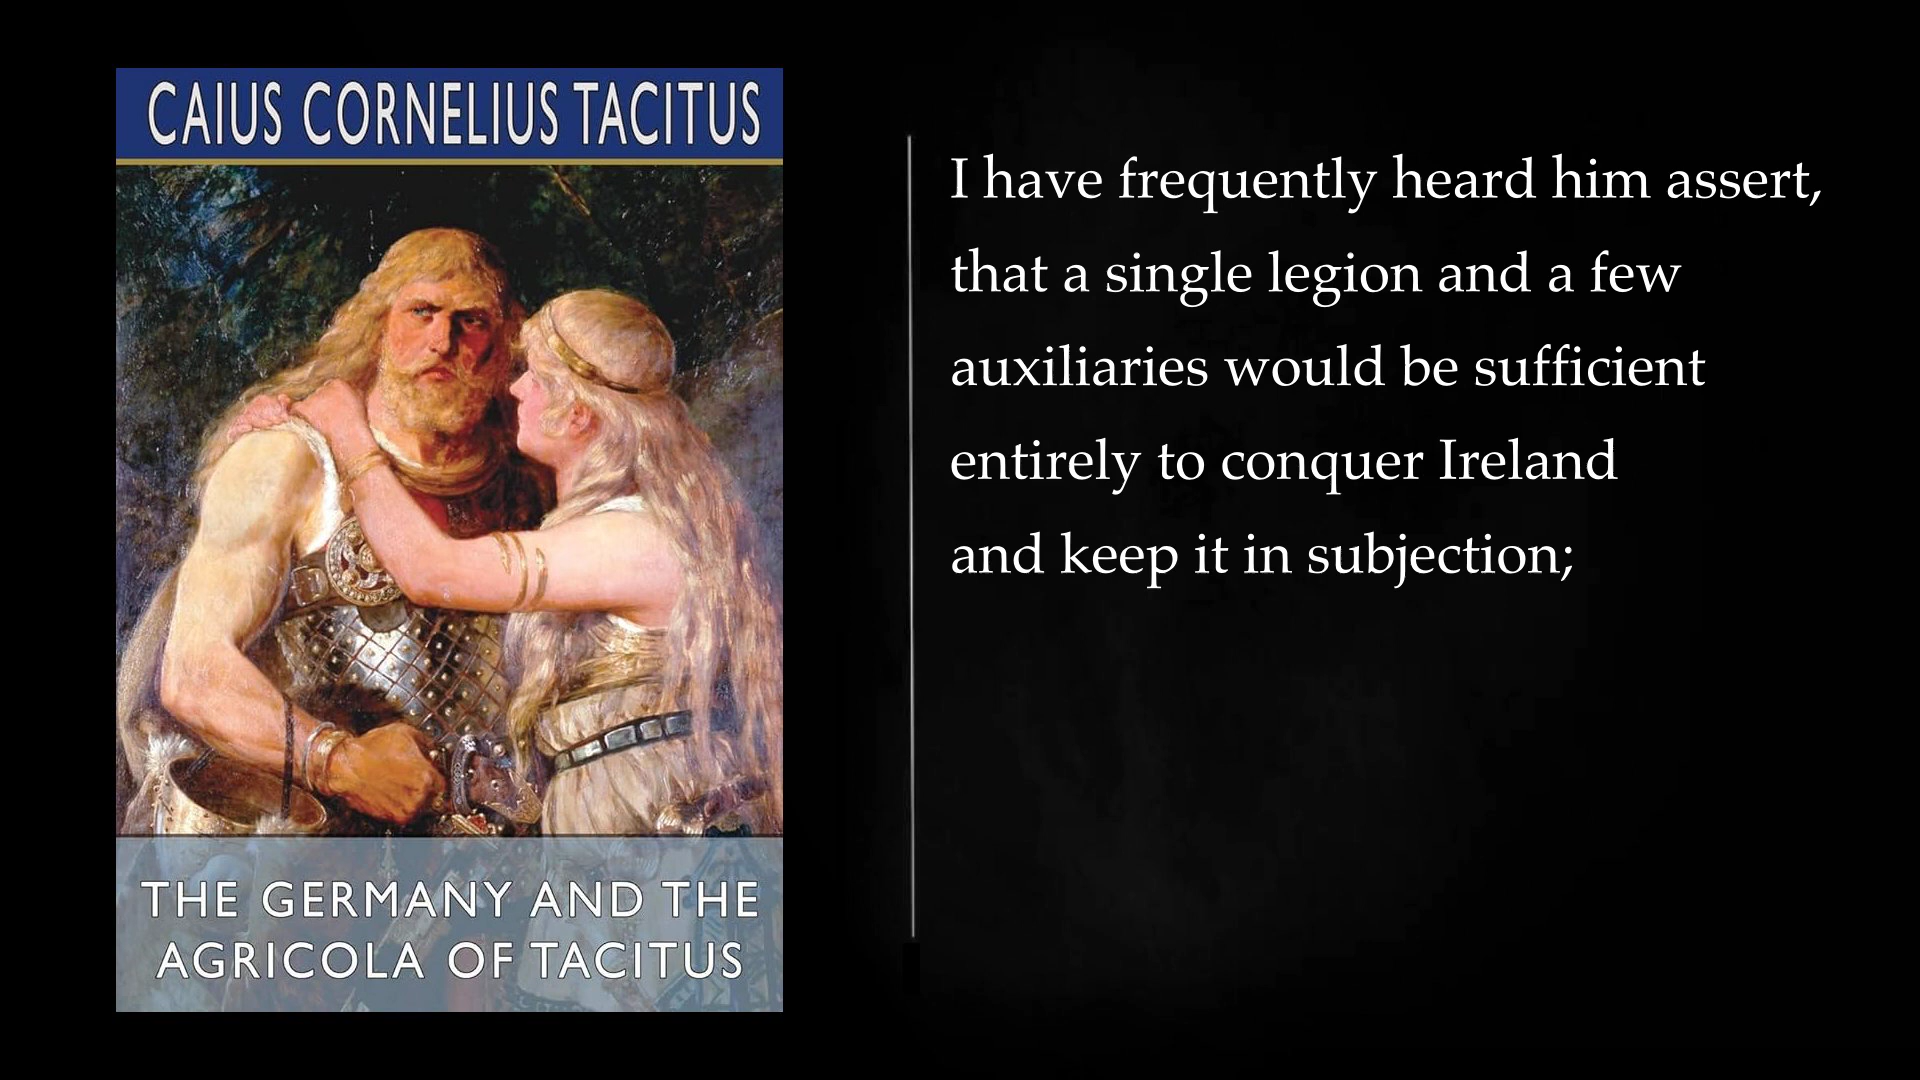 CAIUS CORNELIUS TACITUS
THE GERMANY AND THE
AGRICOLA OF TACITUS
I have frequently heard him assert,
that a single legion and a few
auxiliaries would be sufficient
entirely to conquer Ireland
and keep it in subjection;